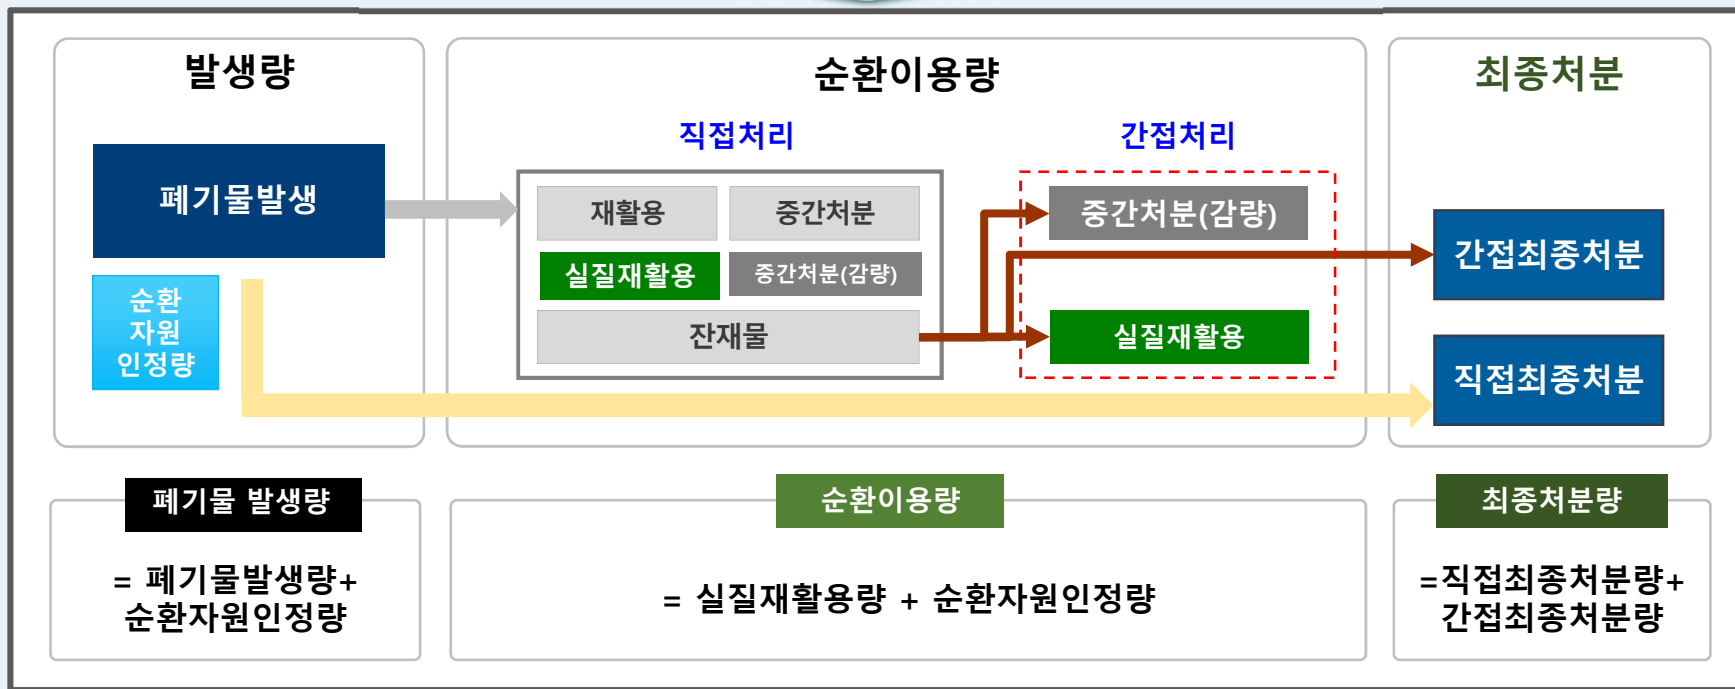 발생량
폐기물발생
순환
자원
인정량
순환이용량
직접처리
재활용
중간처분
실질재활용
중간처분(감량)
잔재물
간접처리
중간처분(감량)
실질재활용
최종처분
간접최종처분
직접최종처분
폐기물 발생량
= 폐기물발생량+
순환자원인정량
순환이용량
= 실질재활용량 + 순환자원인정량
최종처분량
=직접최종처분량+
간접최종처분량